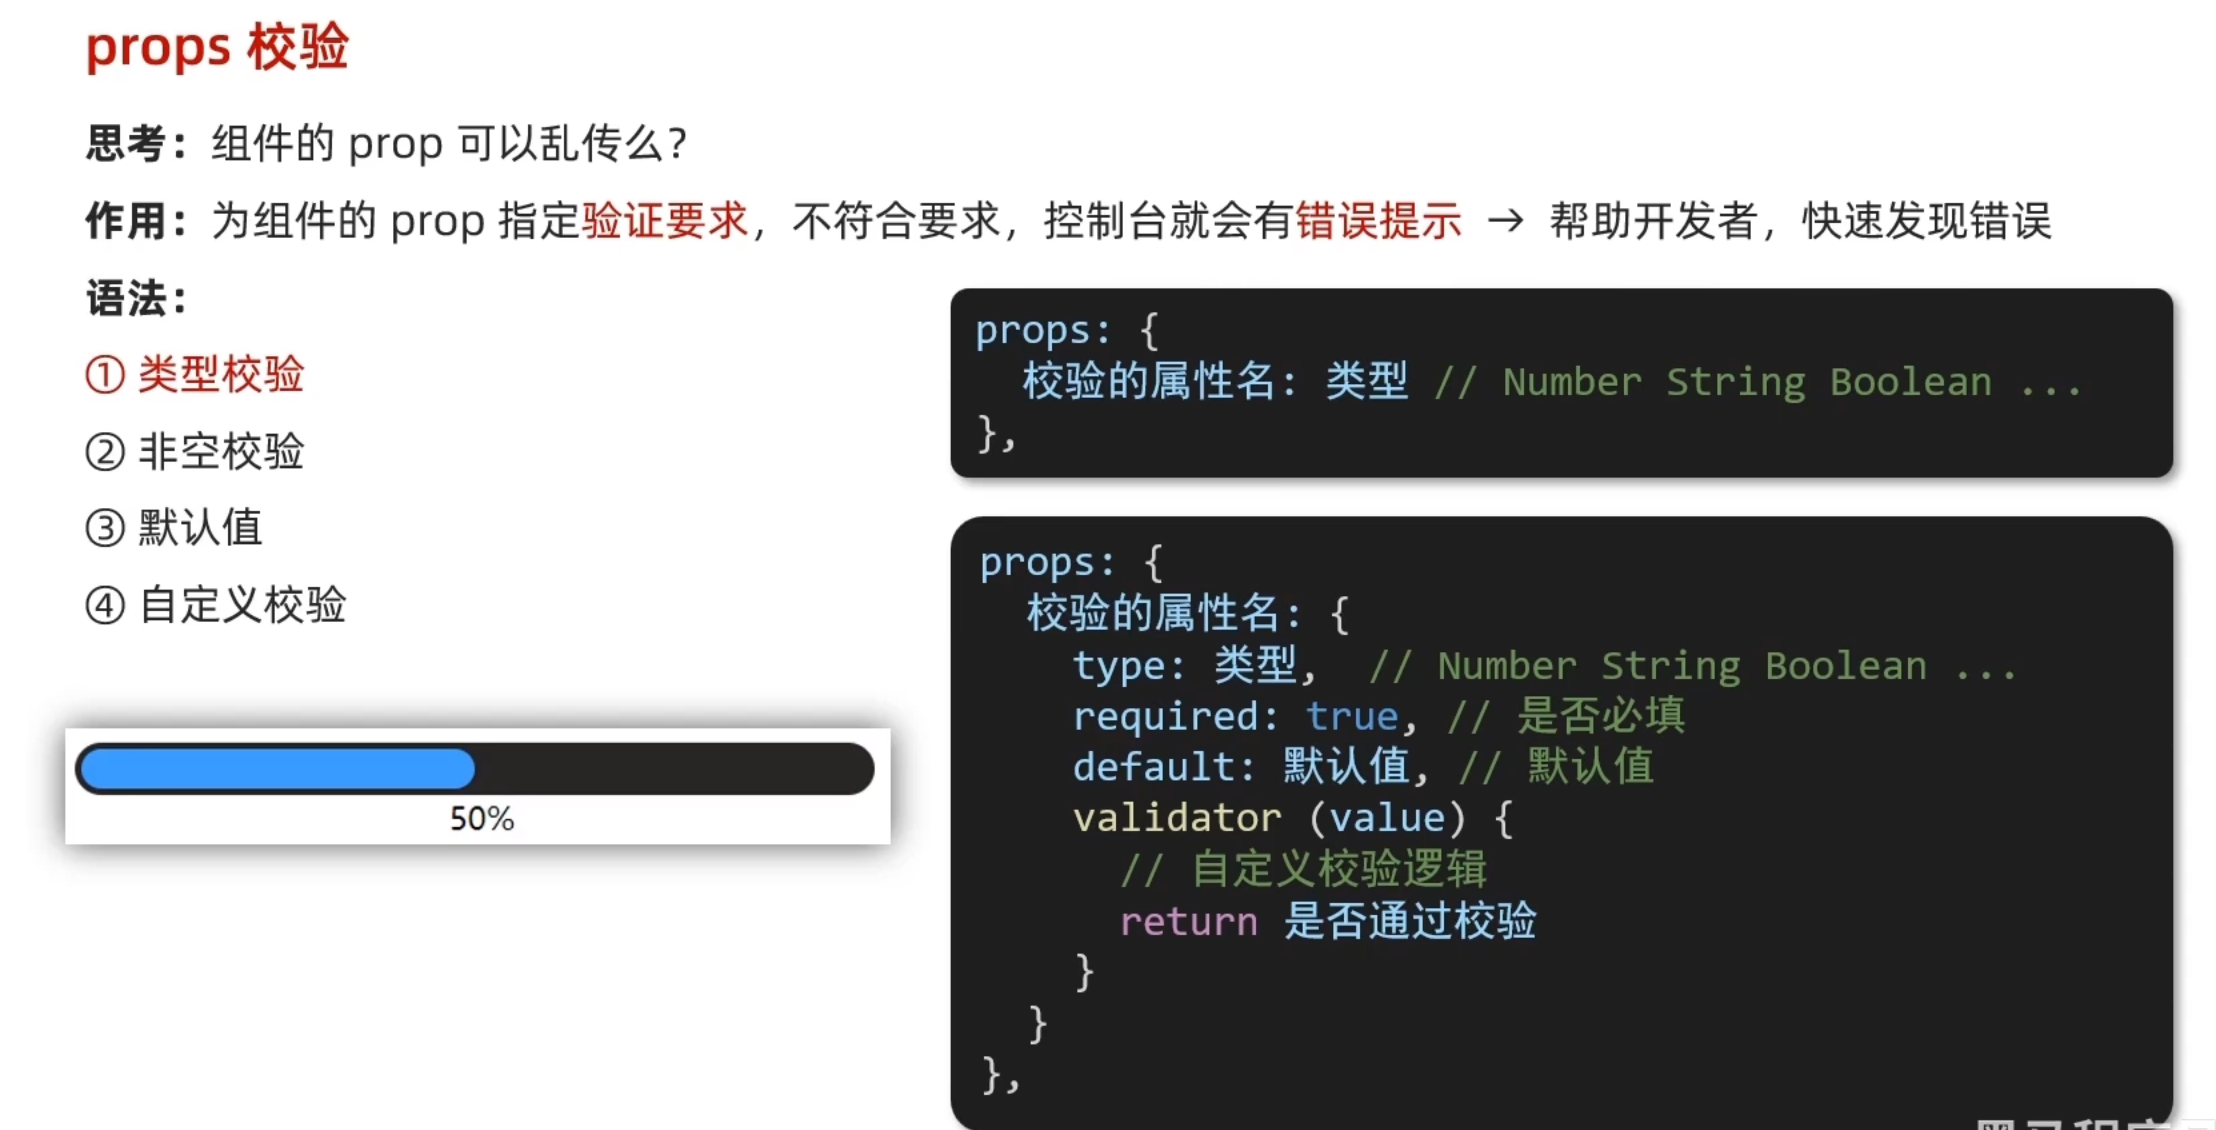 props 校验
思考：组件的 prop 可以乱传么？
作用：为组件的 prop 指定验证要求，不符合要求，控制台就会有错误提示 → 帮助开发者，快速发现错误
语法：
① 类型校验
② 非空校验
③ 默认值
④ 自定义校验
50%
props: {
  校验的属性名: 类型 // Number String Boolean ...
},
props: {
  校验的属性名: {
    type: 类型,  // Number String Boolean ...
    required: true, // 是否必填
    default: 默认值, // 默认值
    validator (value) {
      // 自定义校验逻辑
      return 是否通过校验
    }
  }
},